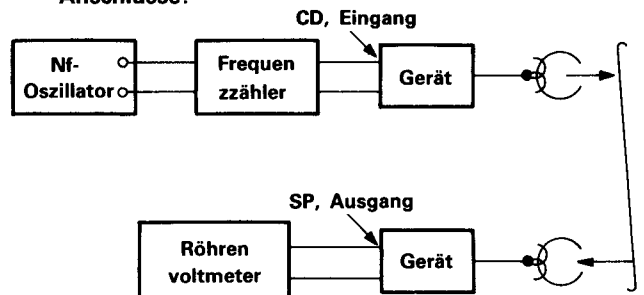 Anschlüsse.
CD, Eingang
Nf-
Oszillator
Frequen
zzähler
Gerät
SP, Ausgang
Röhren
voltmeter
Gerät